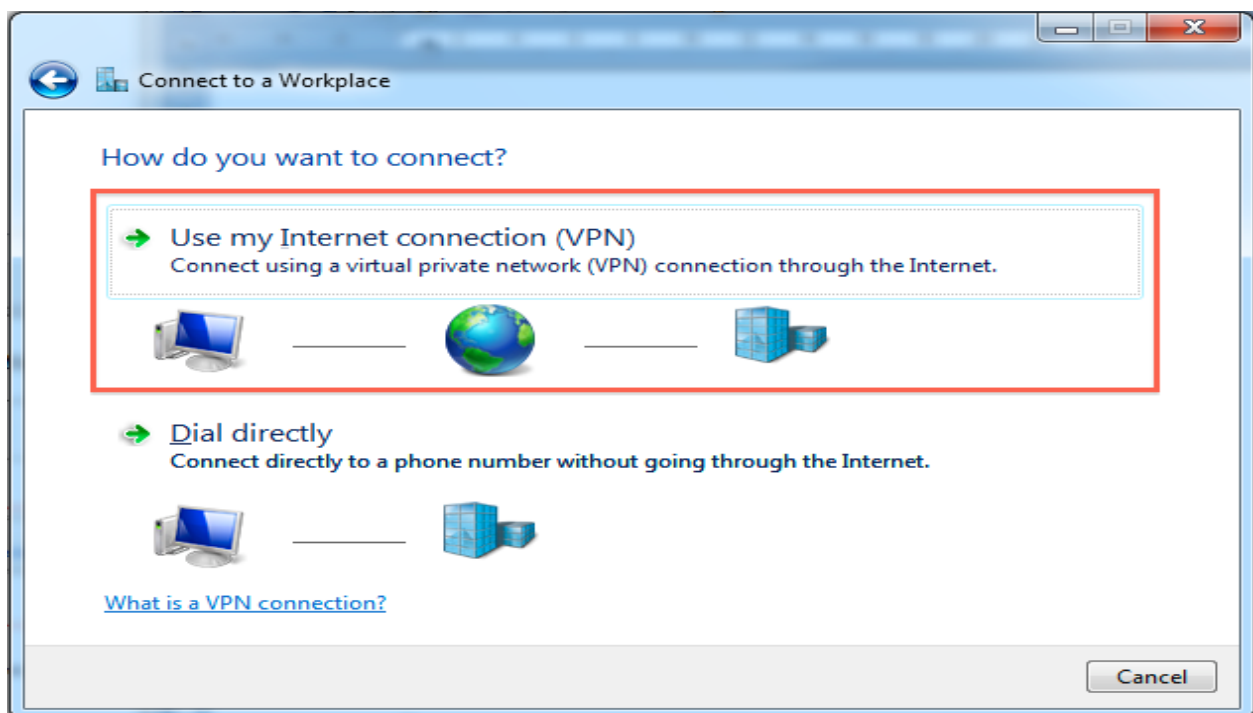 Connect to a Workplace
How do you want to connect?
Use my Internet connection (VPN)
Connect using a virtual private network (VPN) connection through the Internet.
Dial directly
Connect directly to a phone number without going through the Internet.
What is a VPN connection?
Cancel